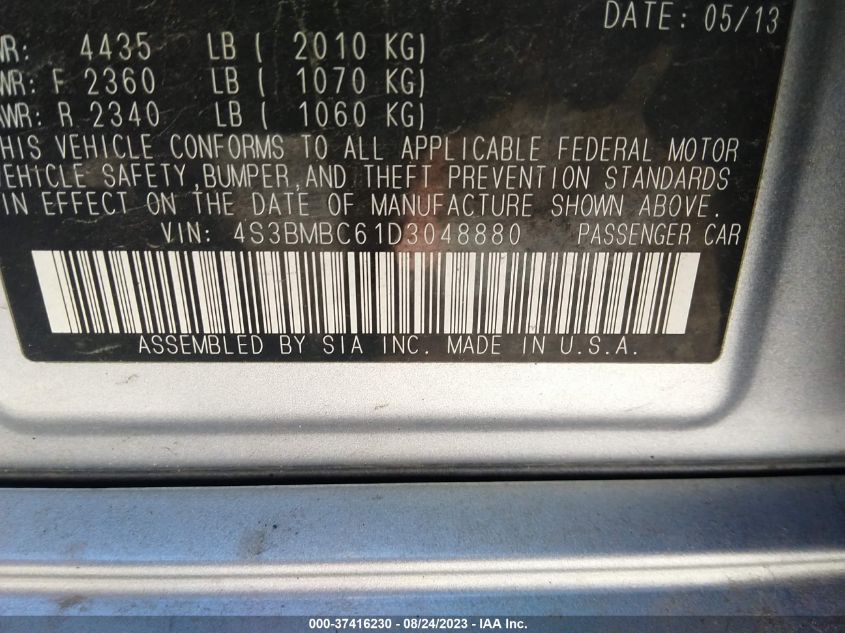 DATE: 05/13
WR: 4435 LB ( 2010 KG)
WR: F 2360 LB ( 1070 KG)
AWR: R 2340 LB ( 1060 KG)
HIS VEHICLE CONFORMS TO ALL APPLICABLE FEDERAL MOTOR
VEHICLE SAFETY,BUMPER,AND THEFT PREVENTION STANDARDS
IN EFFECT ON THE DATE OF MANUFACTURE SHOWN ABOVE.
VIN: 4S3BMBC61D3048880 PASSENGER CAR
ASSEMBLED BY SIA INC. MADE IN U.S.A.
000-37416230 - 08/24/2023 - IAA Inc.